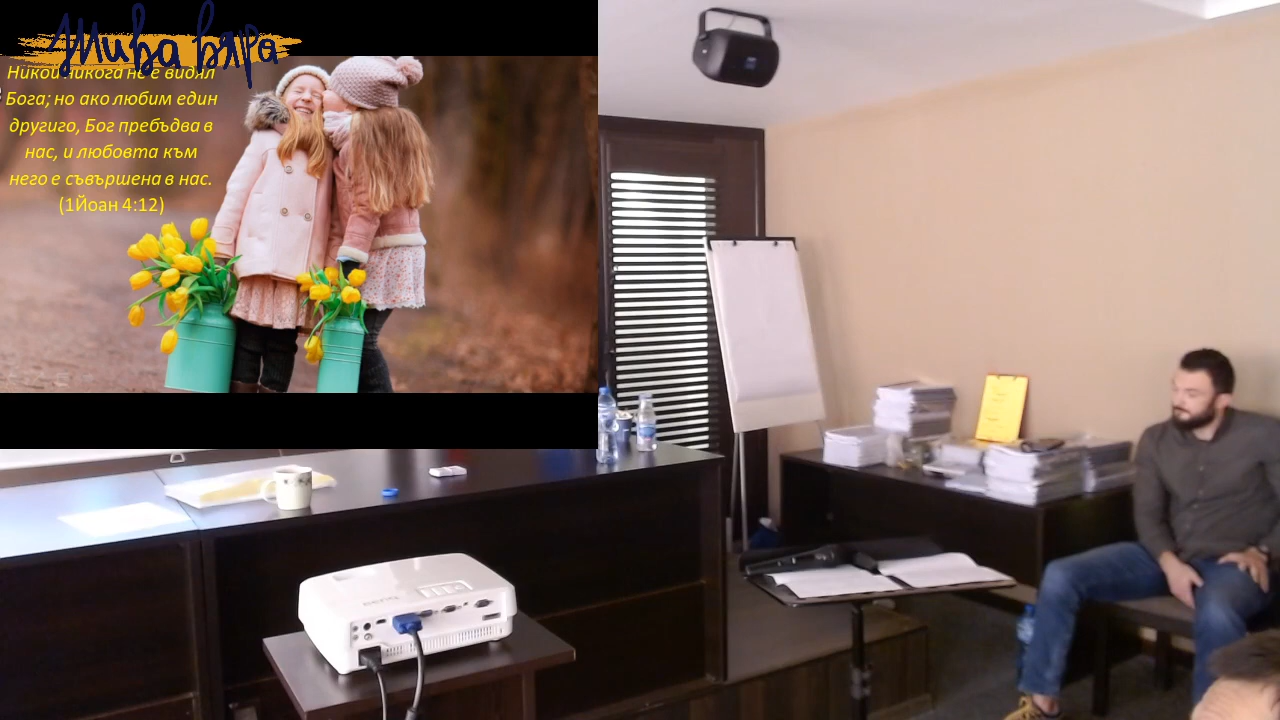 Жива вяра
Никой никога не е видял
Бога; но ако любим един
другиго, Бог пребъдва в
нас, и любовта към
него е съвършена в нас.
(1Йоан 4:12)
BenQ